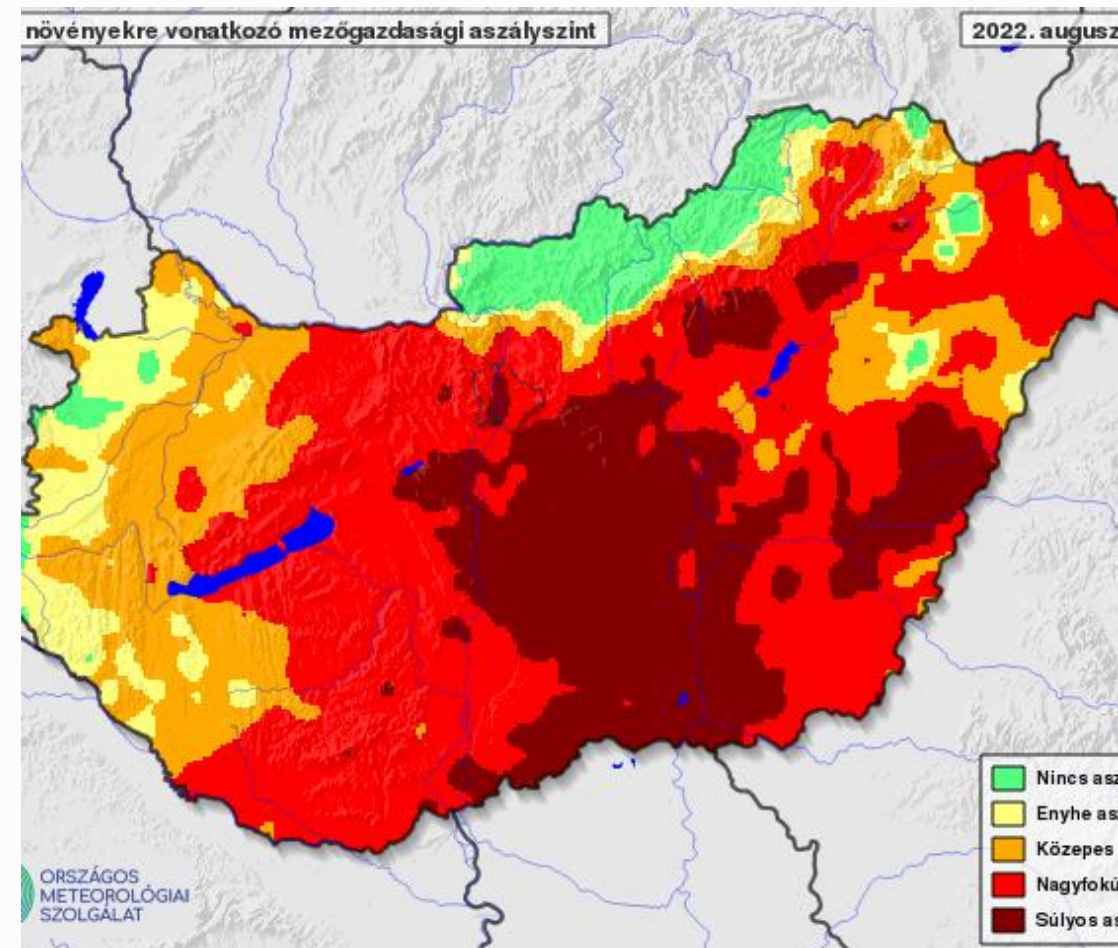 növényekre vonatkozó mezőgazdasági aszályszint
2022. augusz
Nincs asz
Enyhe as
Közepes
Nagyfokú
Súlyos as
ORSZÁGOS
METEOROLÓGIAI
SZOLGÁLAT